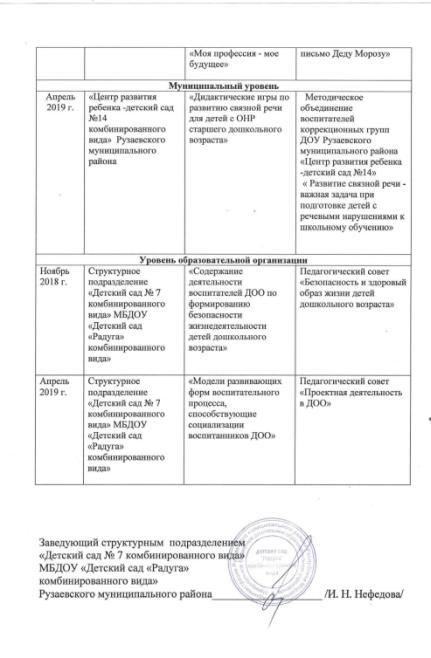 «Моя профессия - мое
будущее»
письмо Деду Морозу»
Муниципальный уровень
Апрель
2019 г.
«Центр развития
ребенка -детский сад
№14
комбинированного
вида» Рузаевского
муниципального
района
«Дидактические игры по
развитию связной речи
для детей с ОНР
старшего дошкольного
возраста»
Методическое
объединение
воспитателей
коррекционных групп
ДОУ Рузаевского
муниципального района
«Центр развития ребенка
-детский сад №14»
« Развитие связной речи -
важная задача при
подготовке детей с
речевыми нарушениями к
школьному обучению»
Уровень образовательной организации
Ноябрь
2018 г.
Структурное
подразделение
«Детский сад № 7
комбинированного
вида» МБДОУ
«Детский сад
«Радуга»
комбинированного
вида»
«Содержание
деятельности
воспитателей ДОО по
формированию
безопасности
жизнедеятельности
детей дошкольного
возраста»
Педагогический совет
«Безопасность и здоровый
образ жизни детей
дошкольного возраста»
Апрель
2019 г.
Структурное
подразделение
«Детский сад № 7
комбинированного
вида» МБДОУ
«Детский сад
«Радуга»
комбинированного
вида»
«Модели развивающих
форм воспитательного
процесса,
способствующие
социализации
воспитанников ДОО»
Педагогический совет
«Проектная деятельность
в ДОО»
Заведующий структурным подразделением
«Детский сад № 7 комбинированного вида»
МБДОУ «Детский сад «Радуга»
комбинированного вида»
Рузаевского муниципального района /И. Н. Нефедова/